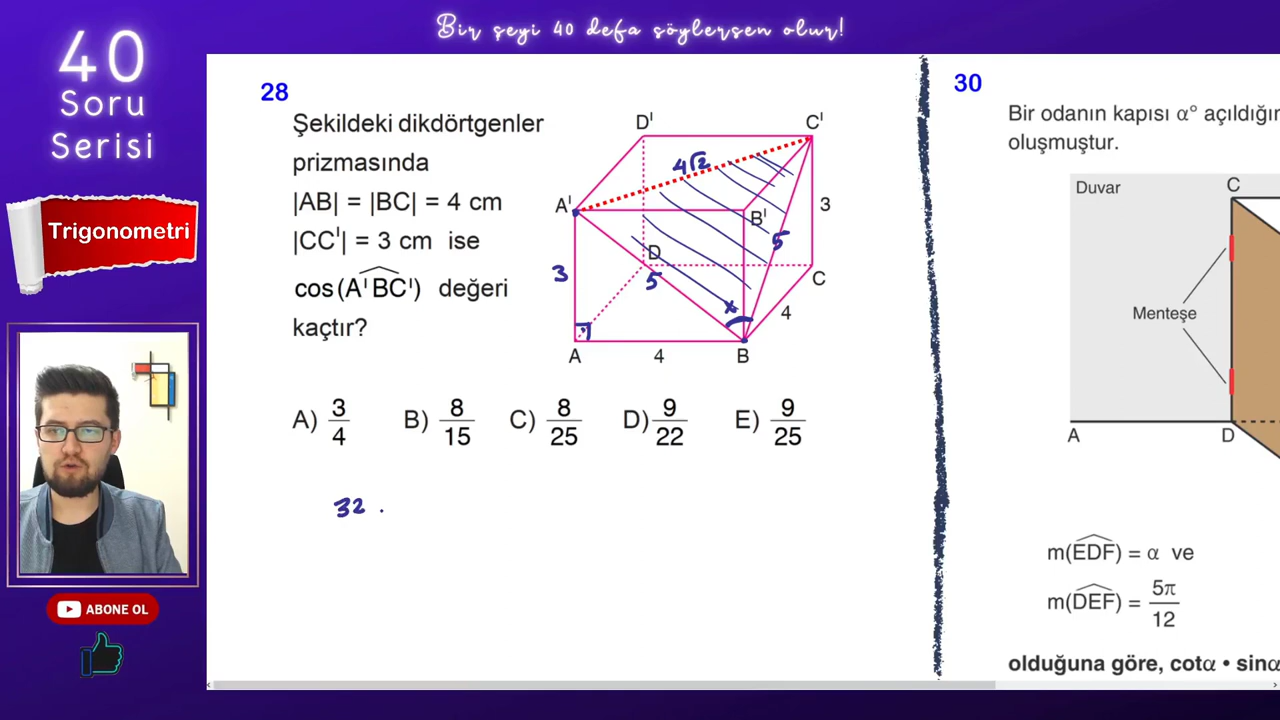 Bir şeyi 40 defa söylersen olur!
40
Soru
Serisi
Trigonometri
ABONE OL
28
Şekildeki dikdörtgenler
prizmasında
|AB| = |BC| = 4 cm
|CC'| = 3 cm ise
cos(A'BC') değeri
kaçtır?
D'
C'
4√2
A'
B'
3
5
D
3
5
x
C
4
A
4
B
A) 3/4 B) 8/15 C) 8/25 D) 9/22 E) 9/25
32 .
30
Bir odanın kapısı α° açıldığın
oluşmuştur.
Duvar
C
Menteşe
A
D
m(EDF) = α ve
m(DEF) = 5π/12
olduğuna göre, cotα • sinα